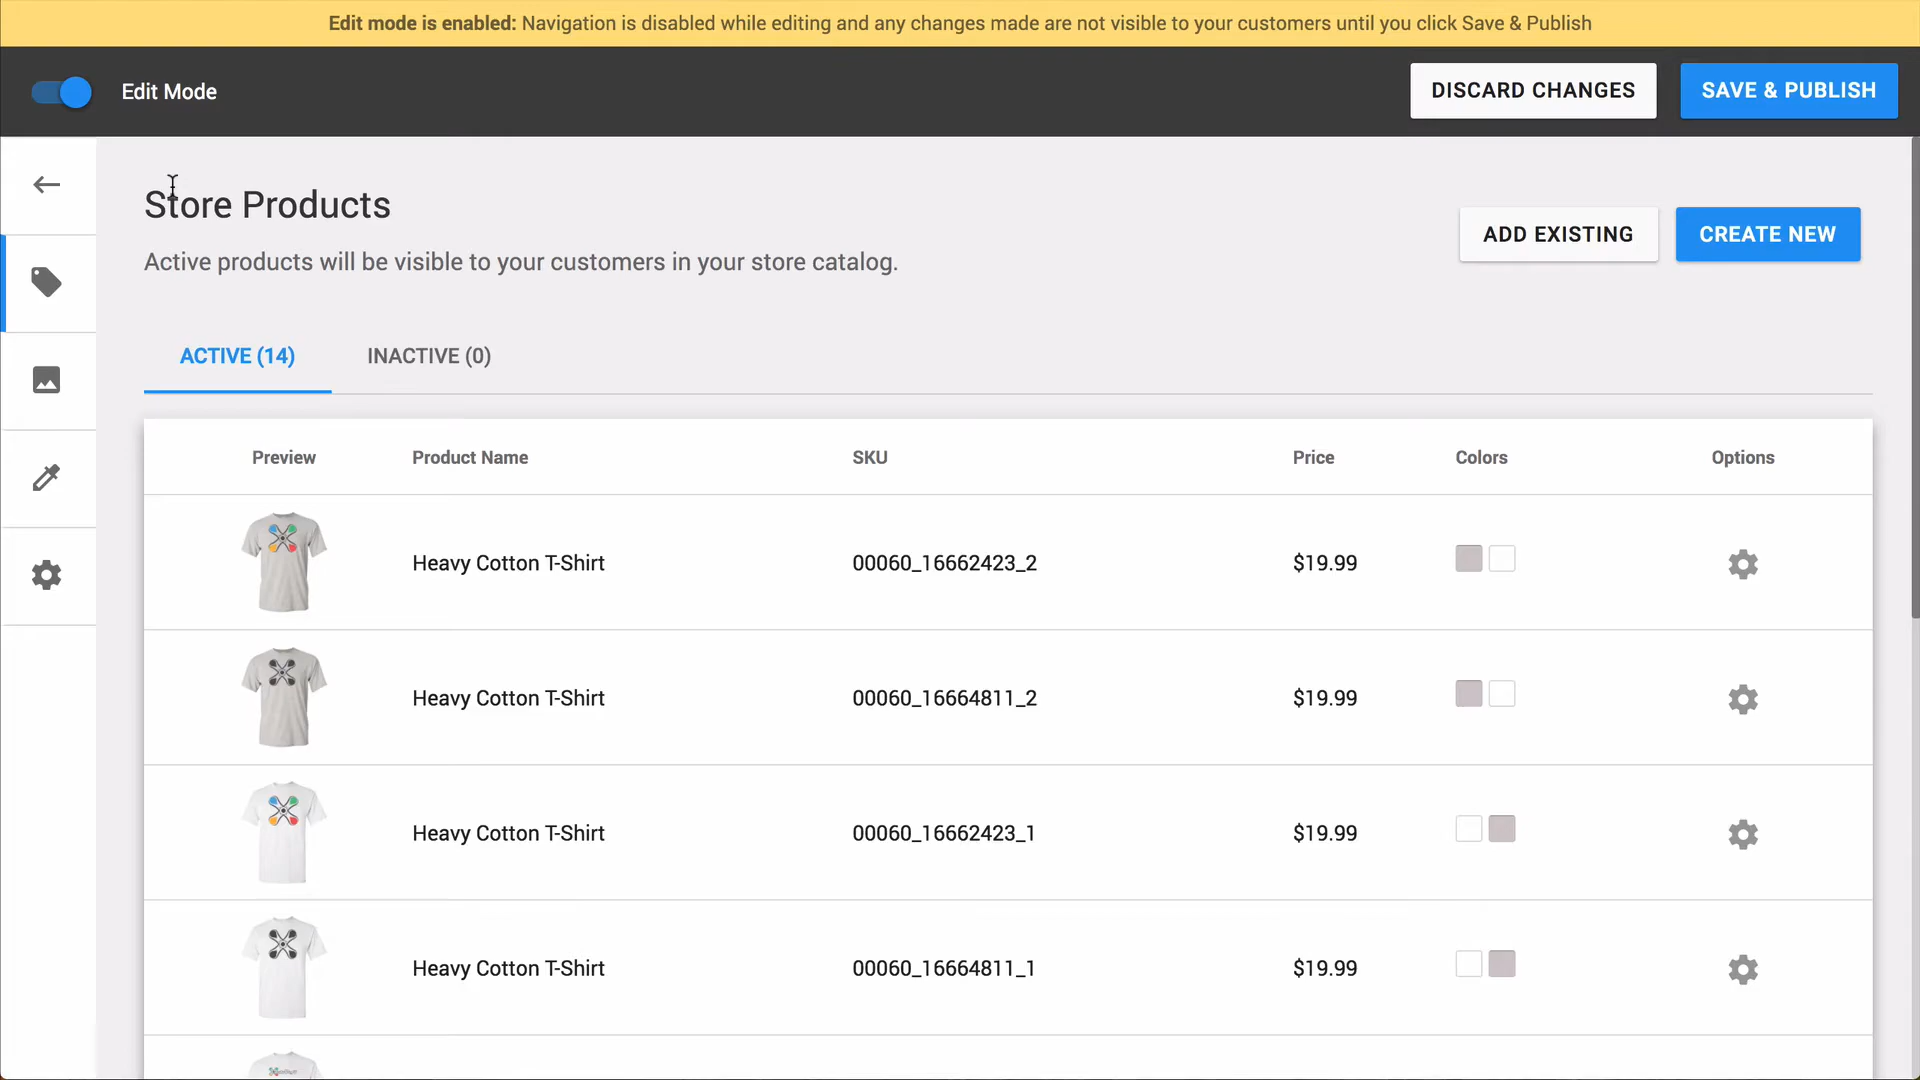 Edit mode is enabled: Navigation is disabled while editing and any changes made are not visible to your customers until you click Save & Publish
Edit Mode
DISCARD CHANGES
SAVE & PUBLISH
Store Products
Active products will be visible to your customers in your store catalog.
ADD EXISTING
CREATE NEW
ACTIVE (14)
INACTIVE (0)
Preview Product Name SKU Price Colors Options
Heavy Cotton T-Shirt 00060_16662423_2 $19.99
Heavy Cotton T-Shirt 00060_16664811_2 $19.99
Heavy Cotton T-Shirt 00060_16662423_1 $19.99
Heavy Cotton T-Shirt 00060_16664811_1 $19.99